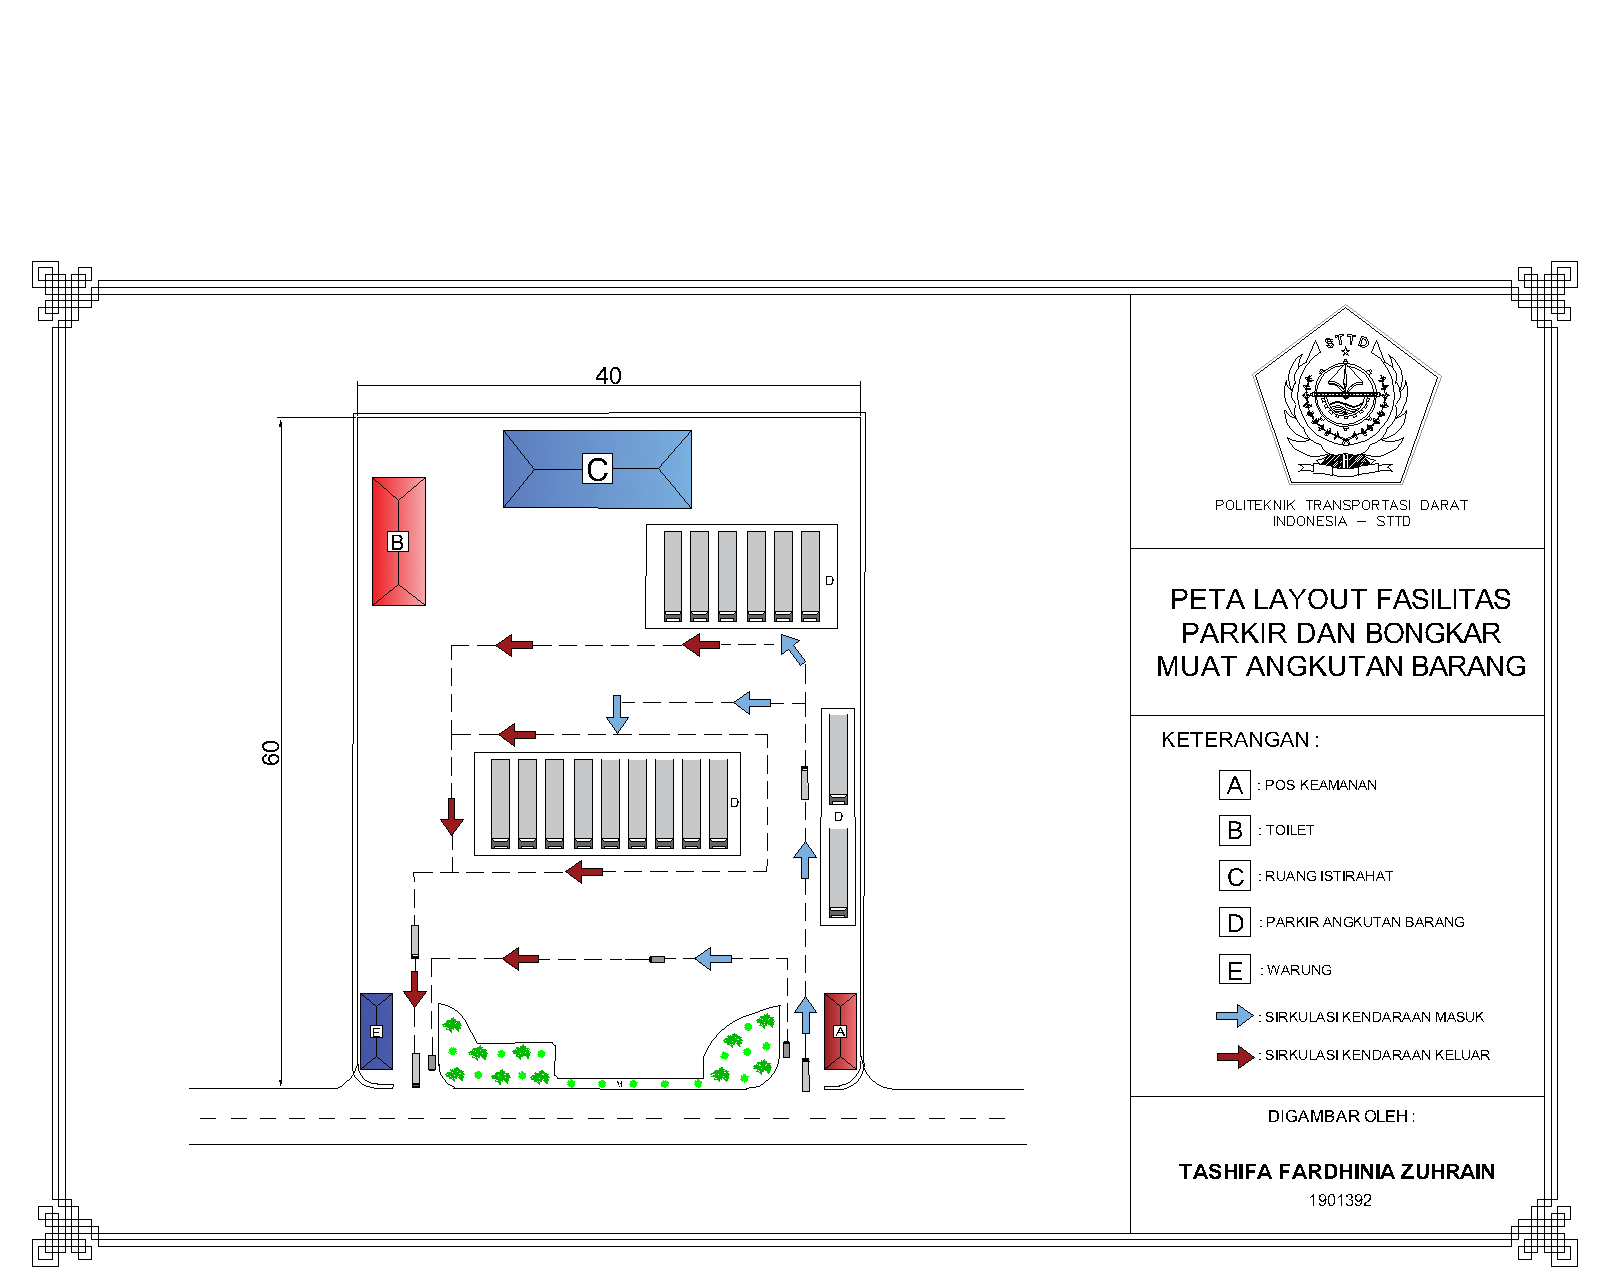 40
60
C
B
D
D
D
E
A
STTD
POLITEKNIK TRANSPORTASI DARAT
INDONESIA - STTD
PETA LAYOUT FASILITAS
PARKIR DAN BONGKAR
MUAT ANGKUTAN BARANG
KETERANGAN :
A : POS KEAMANAN
B : TOILET
C : RUANG ISTIRAHAT
D : PARKIR ANGKUTAN BARANG
E : WARUNG
: SIRKULASI KENDARAAN MASUK
: SIRKULASI KENDARAAN KELUAR
DIGAMBAR OLEH :
TASHIFA FARDHINIA ZUHRAIN
1901392